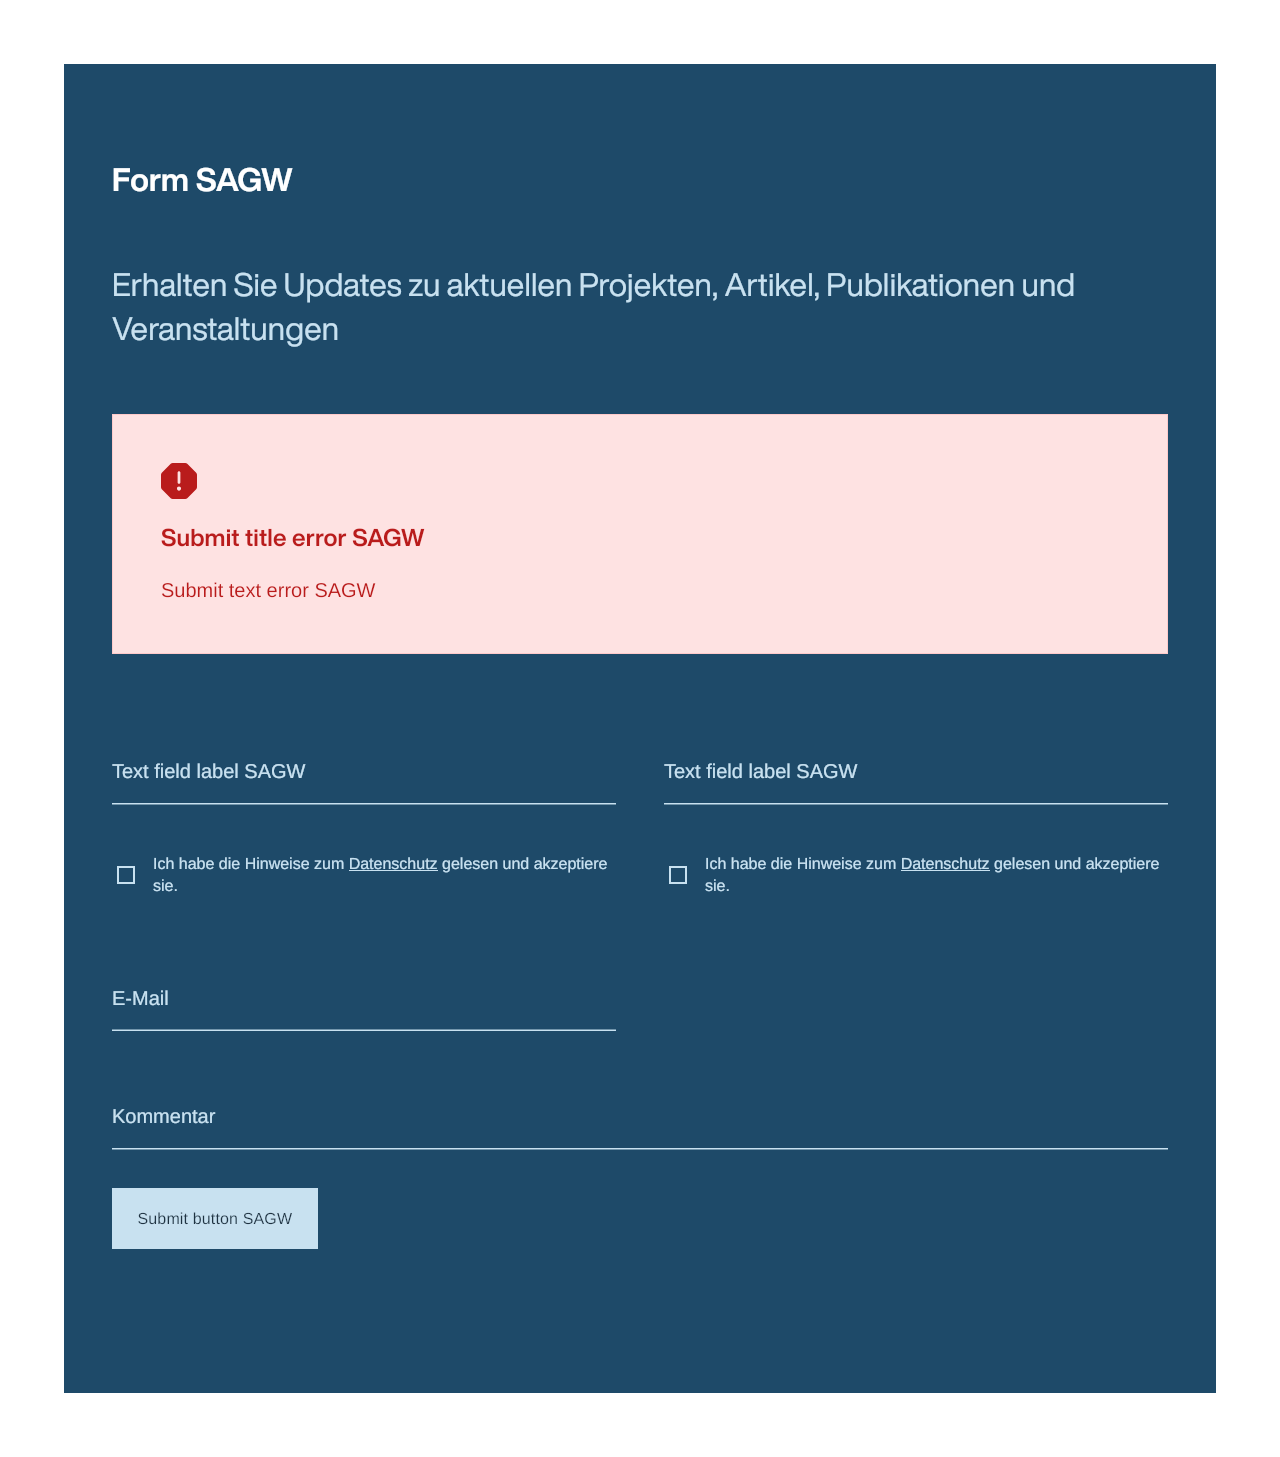 Form SAGW
Erhalten Sie Updates zu aktuellen Projekten, Artikel, Publikationen und
Veranstaltungen
Submit title error SAGW
Submit text error SAGW
Text field label SAGW
Text field label SAGW
Ich habe die Hinweise zum Datenschutz gelesen und akzeptiere
sie.
Ich habe die Hinweise zum Datenschutz gelesen und akzeptiere
sie.
E-Mail
Kommentar
Submit button SAGW